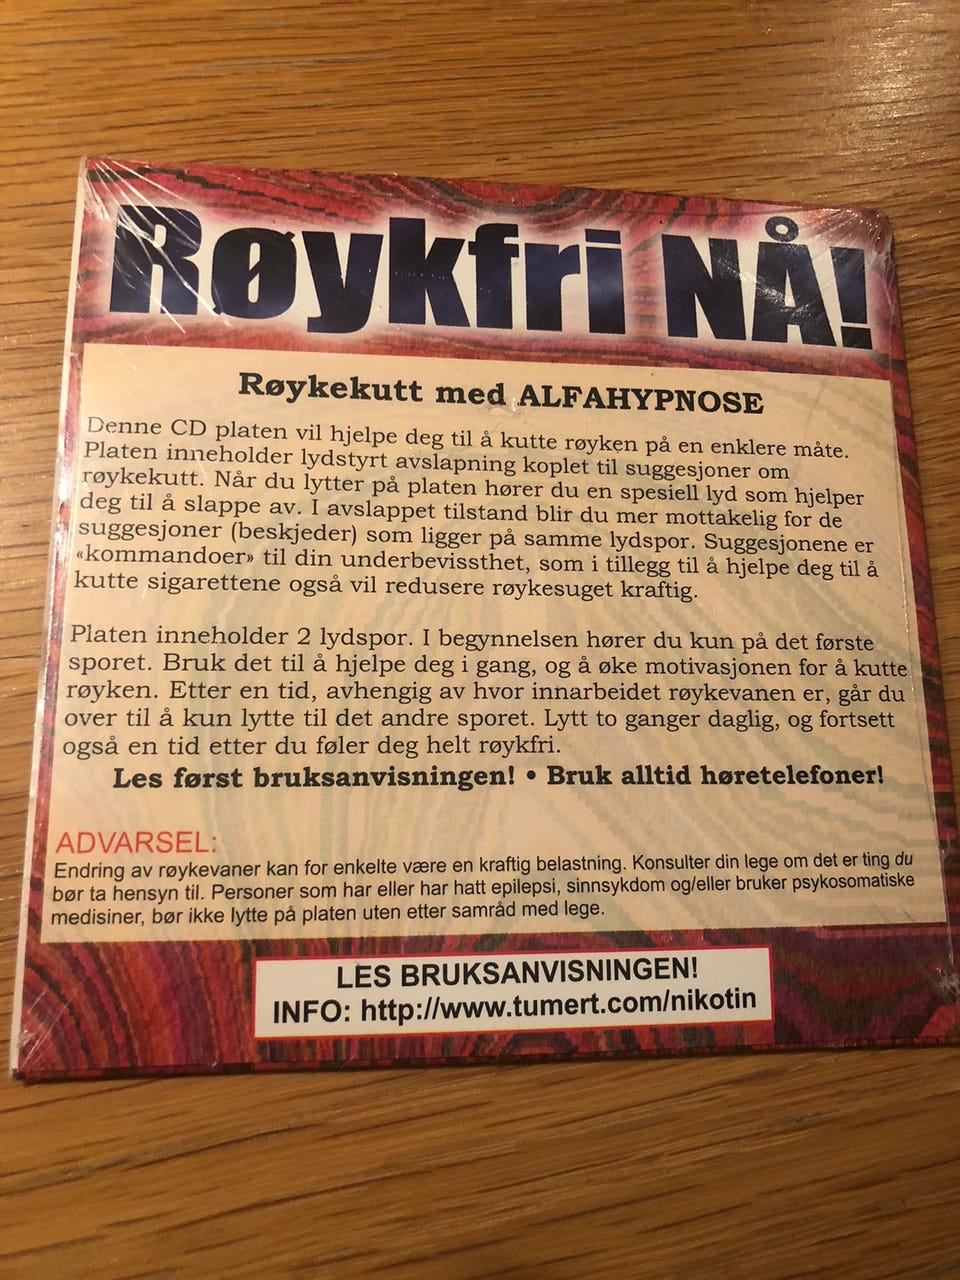 Røykfri NÅ!
Røykekutt med ALFAHYPNOSE
Denne CD platen vil hjelpe deg til å kutte røyken på en enklere måte.
Platen inneholder lydstyrt avslapning koplet til suggesjoner om
røykekutt. Når du lytter på platen hører du en spesiell lyd som hjelper
deg til å slappe av. I avslappet tilstand blir du mer mottakelig for de
suggesjoner (beskjeder) som ligger på samme lydspor. Suggesjonene er
«kommandoer» til din underbevissthet, som i tillegg til å hjelpe deg til å
kutte sigarettene også vil redusere røykesuget kraftig.
Platen inneholder 2 lydspor. I begynnelsen hører du kun på det første
sporet. Bruk det til å hjelpe deg i gang, og å øke motivasjonen for å kutte
røyken. Etter en tid, avhengig av hvor innarbeidet røykevanen er, går du
over til å kun lytte til det andre sporet. Lytt to ganger daglig, og fortsett
også en tid etter du føler deg helt røykfri.
Les først bruksanvisningen! • Bruk alltid høretelefoner!
ADVARSEL:
Endring av røykevaner kan for enkelte være en kraftig belastning. Konsulter din lege om det er ting du
bør ta hensyn til. Personer som har eller har hatt epilepsi, sinnsykdom og/eller bruker psykosomatiske
medisiner, bør ikke lytte på platen uten etter samråd med lege.
LES BRUKSANVISNINGEN!
INFO: http://www.tumert.com/nikotin